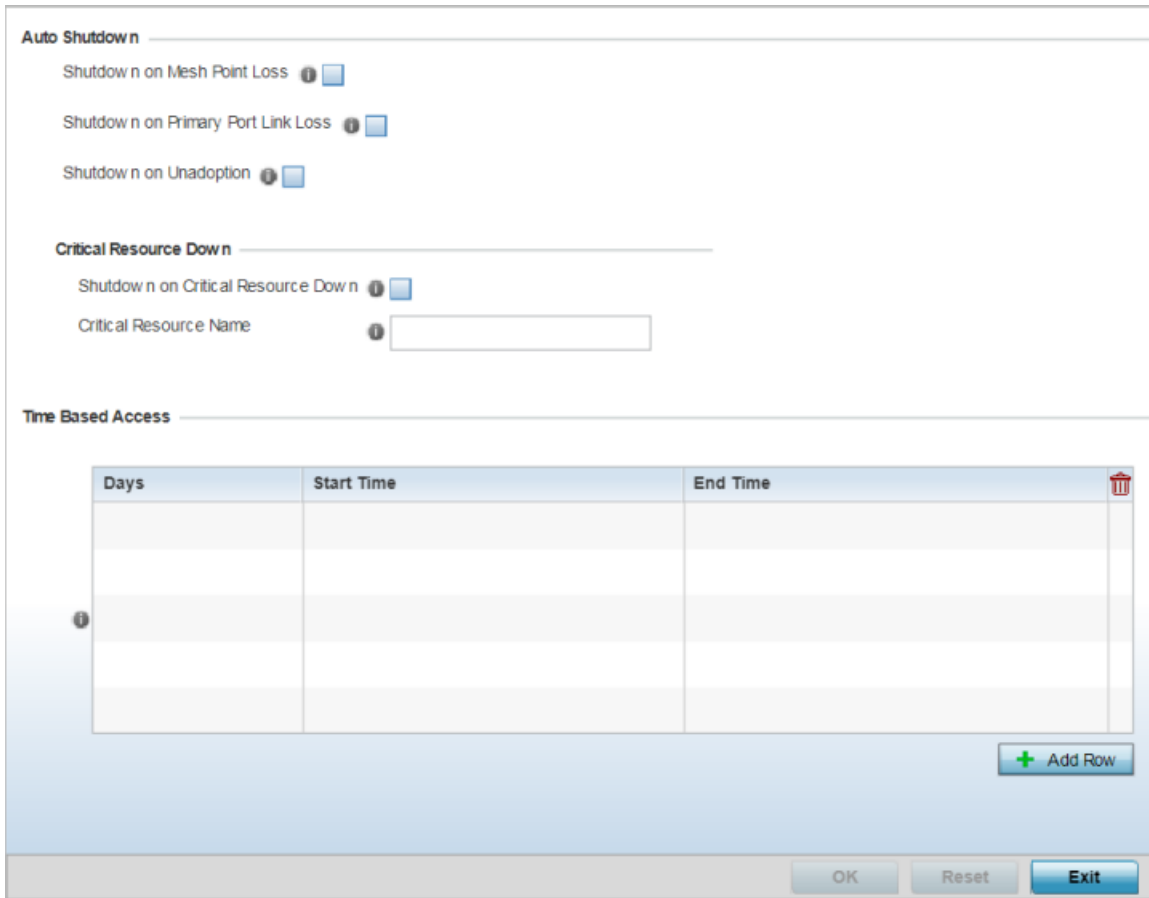 Auto Shutdown
Shutdown on Mesh Point Loss
Shutdown on Primary Port Link Loss
Shutdown on Unadoption
Critical Resource Down
Shutdown on Critical Resource Down
Critical Resource Name
Time Based Access
Days Start Time End Time
Add Row
OK Reset Exit